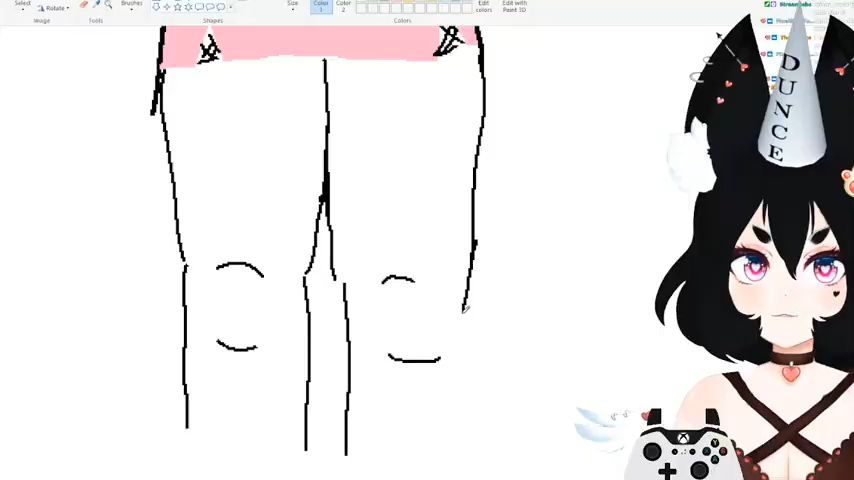 Select
Rotate
Brushes
Size
Color
1
Color
2
Edit
colors
Edit with
Paint 3D
Image
Tools
Shapes
Colors
DUNCE